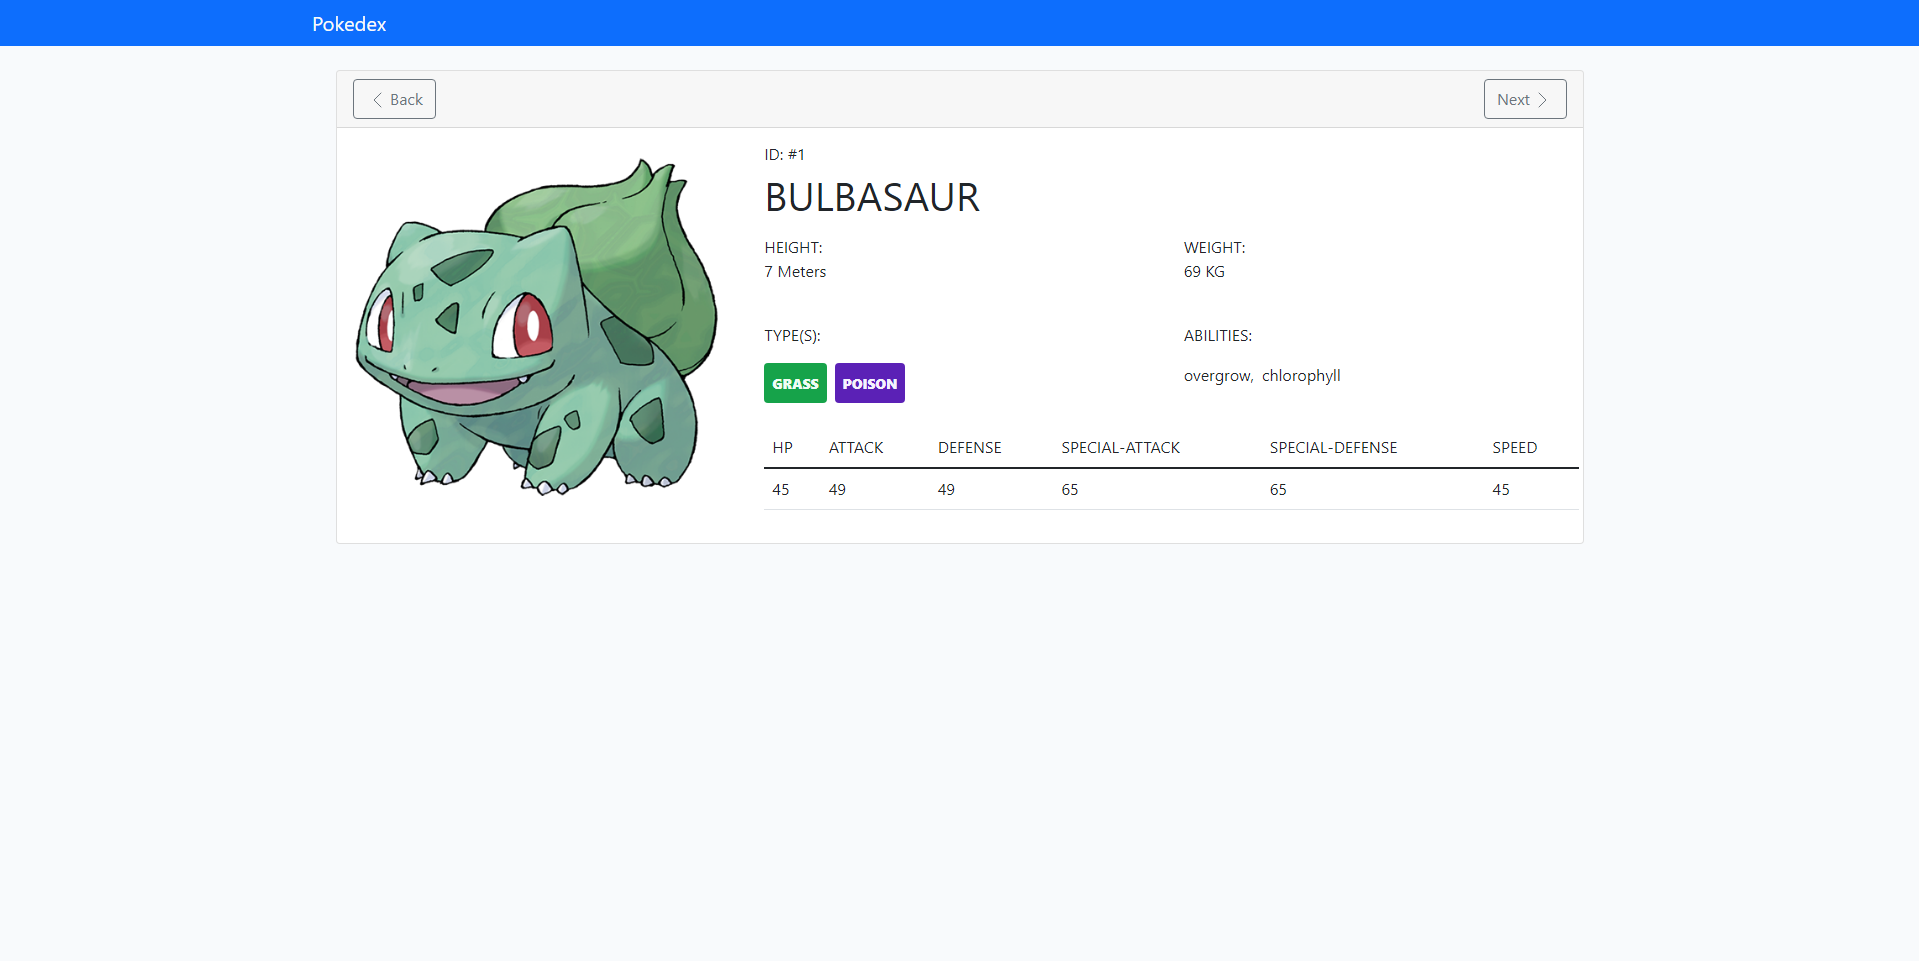 Pokedex
Back
Next
ID: #1
BULBASAUR
HEIGHT:
7 Meters
WEIGHT:
69 KG
TYPE(S):
GRASS POISON
ABILITIES:
overgrow, chlorophyll
HP ATTACK DEFENSE SPECIAL-ATTACK SPECIAL-DEFENSE SPEED
45 49 49 65 65 45